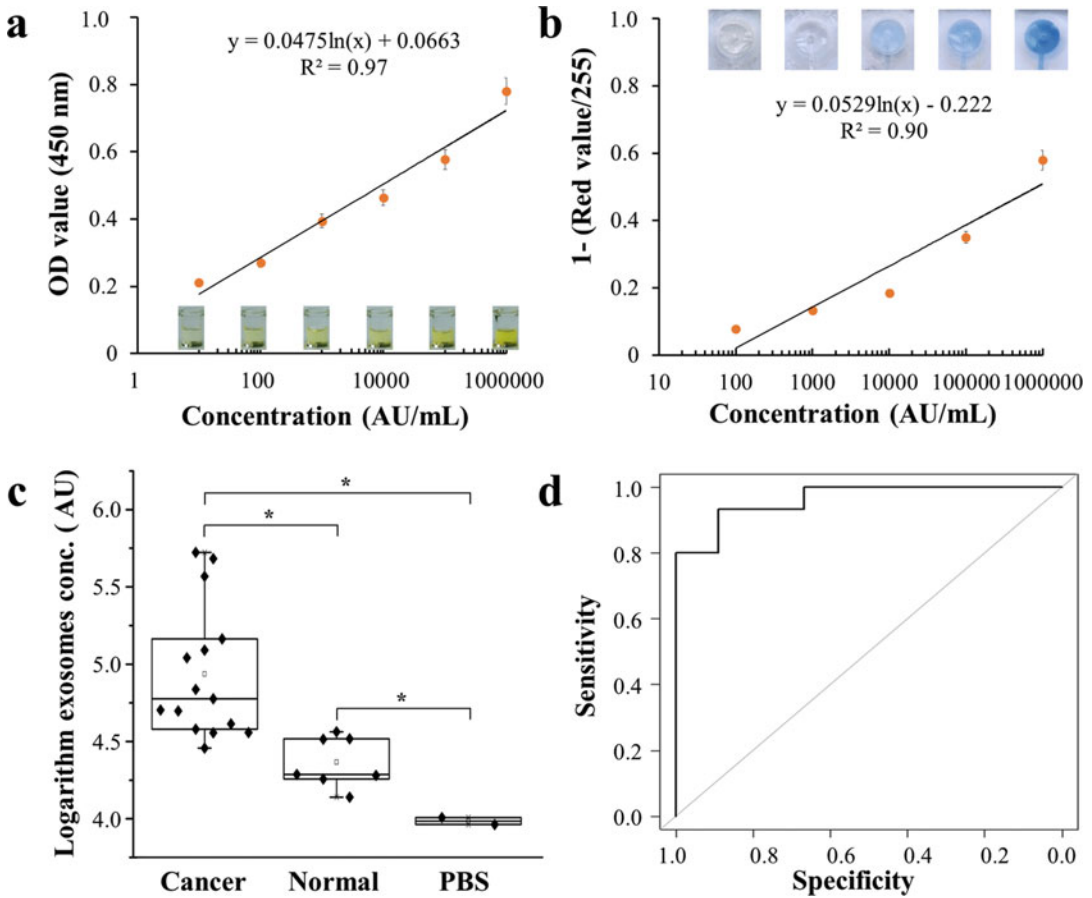 a
y = 0.0475ln(x) + 0.0663
R² = 0.97
OD value (450 nm)
1.0
0.8
0.6
0.4
0.2
0
1
100
10000
1000000
Concentration (AU/mL)
b
y = 0.0529ln(x) - 0.222
R² = 0.90
1- (Red value/255)
1.0
0.8
0.6
0.4
0.2
0
10
100
1000
10000
100000
1000000
Concentration (AU/mL)
c
Logarithm exosomes conc. ( AU)
6.0
5.5
5.0
4.5
4.0
*
*
*
Cancer
Normal
PBS
d
Sensitivity
1.0
0.8
0.6
0.4
0.2
0.0
1.0
0.8
0.6
0.4
0.2
0.0
Specificity